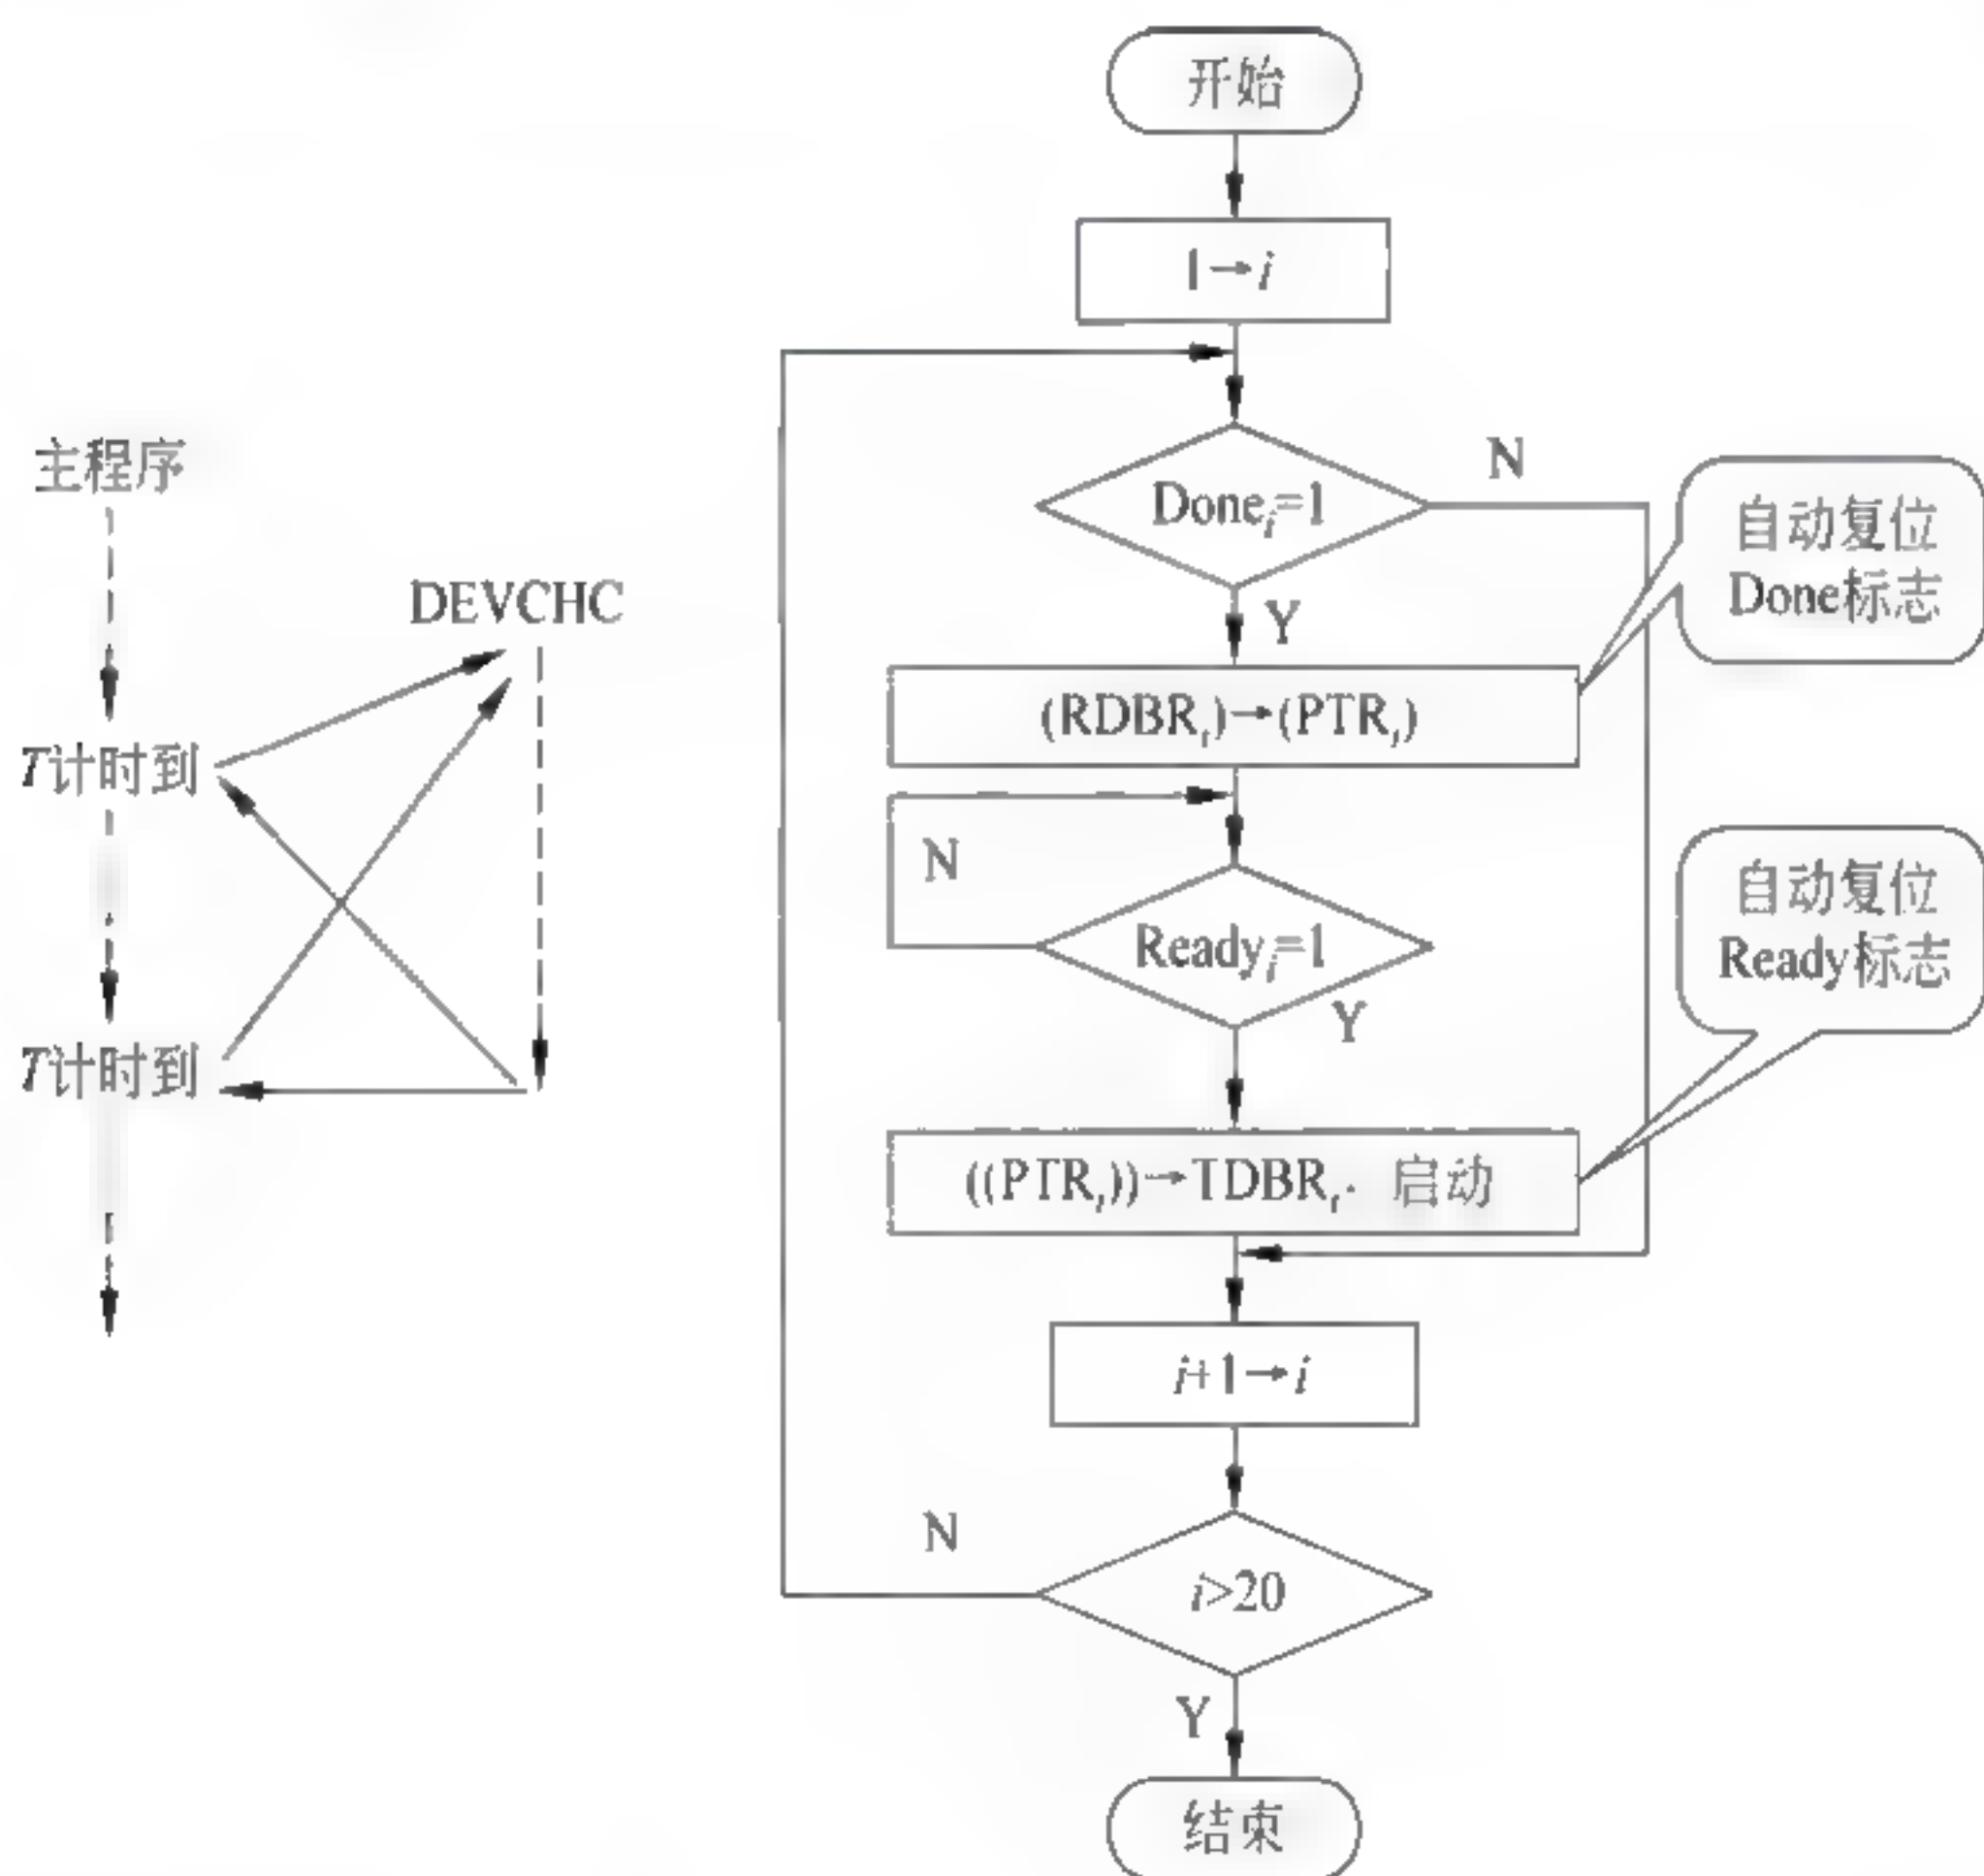 主程序
T计时到
T计时到
DEVCHC
开始
1→i
Doneᵢ=1
N
Y
自动复位
Done标志
(RDBRᵢ)→(PTRᵢ)
N
Readyᵢ=1
Y
自动复位
Ready标志
((PTRᵢ))→TDBRᵢ. 启动
i+1→i
N
i>20
Y
结束